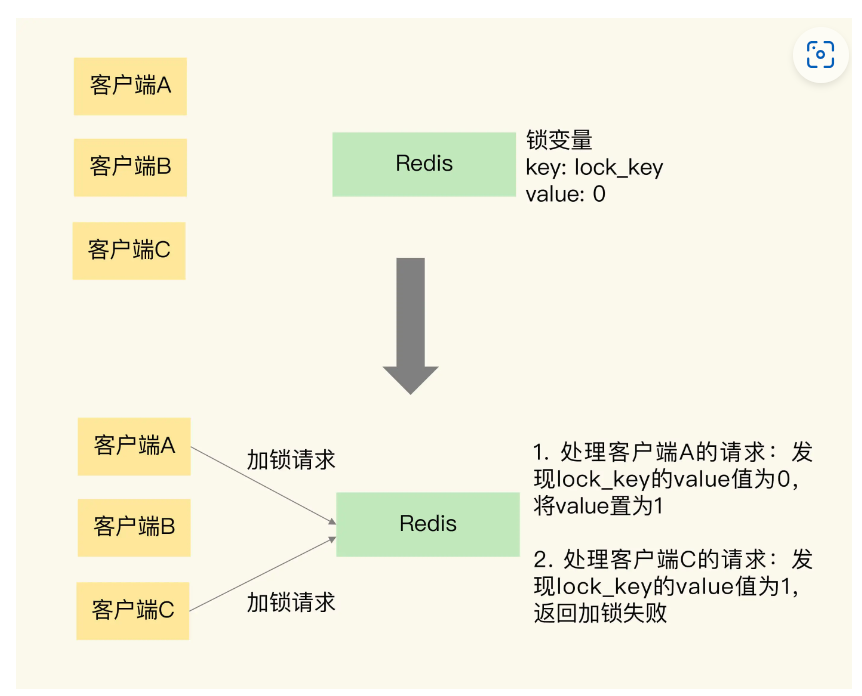 客户端A
客户端B
客户端C
Redis
锁变量
key: lock_key
value: 0
客户端A
客户端B
客户端C
加锁请求
加锁请求
Redis
1. 处理客户端A的请求：发
现lock_key的value值为0，
将value置为1
2. 处理客户端C的请求：发
现lock_key的value值为1，
返回加锁失败